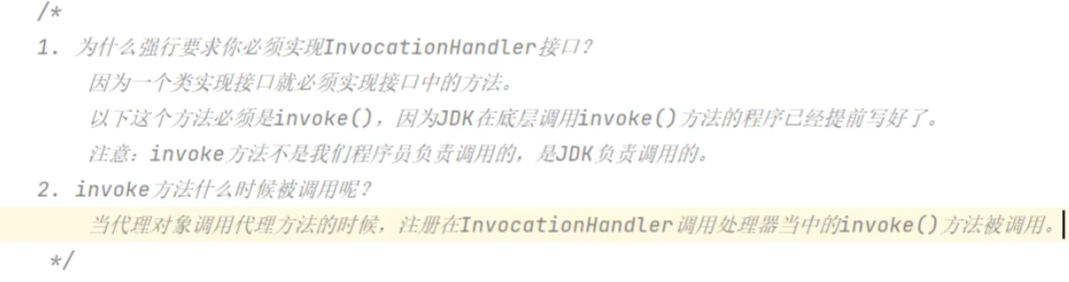 /*
1. 为什么强行要求你必须实现InvocationHandler接口？
因为一个类实现接口就必须实现接口中的方法。
以下这个方法必须是invoke()，因为JDK在底层调用invoke()方法的程序已经提前写好了。
注意：invoke方法不是我们程序员负责调用的，是JDK负责调用的。
2. invoke方法什么时候被调用呢？
当代理对象调用代理方法的时候，注册在InvocationHandler调用处理器当中的invoke()方法被调用。
*/